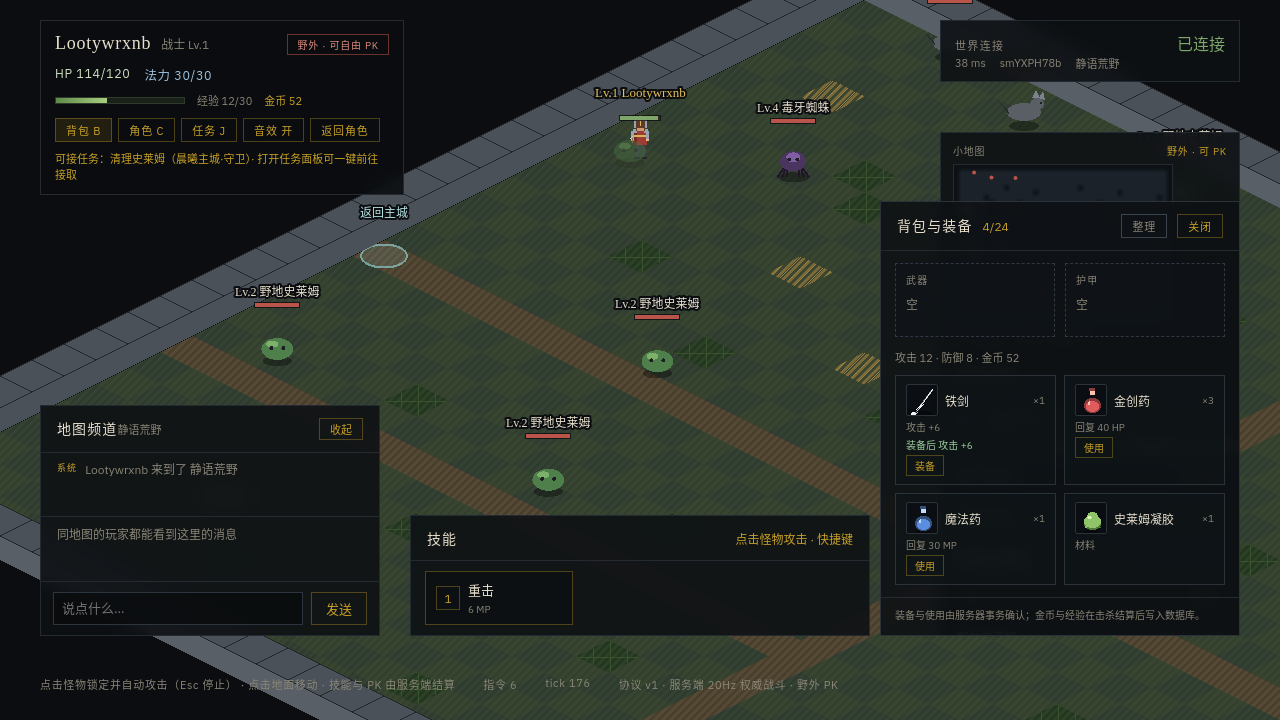 Lootywrxnb 战士 Lv.1 野外 · 可自由 PK
HP 114/120 法力 30/30
经验 12/30 金币 52
背包 B 角色 C 任务 J 音效 开 返回角色
可接任务：清理史莱姆（晨曦主城·守卫）· 打开任务面板可一键前往
接取
世界连接 已连接
38 ms smYXPH78b 静语荒野
Lv.1 Lootywrxnb
Lv.4 毒牙蜘蛛
小地图 野外 · 可 PK
返回主城
Lv.2 野地史莱姆
Lv.2 野地史莱姆
Lv.2 野地史莱姆
背包与装备 4/24 整理 关闭
武器 护甲
空 空
攻击 12 · 防御 8 · 金币 52
铁剑 ×1
攻击 +6
装备后 攻击 +6
装备
金创药 ×3
回复 40 HP
使用
魔法药 ×1
回复 30 MP
使用
史莱姆凝胶 ×1
材料
装备与使用由服务器事务确认；金币与经验在击杀结算后写入数据库。
地图频道 静语荒野 收起
系统 Lootywrxnb 来到了 静语荒野
同地图的玩家都能看到这里的消息
说点什么... 发送
技能 点击怪物攻击 · 快捷键
1 重击
6 MP
点击怪物锁定并自动攻击（Esc 停止） · 点击地面移动 · 技能与 PK 由服务端结算 指令 6 tick 176 协议 v1 · 服务端 20Hz 权威战斗 · 野外 PK